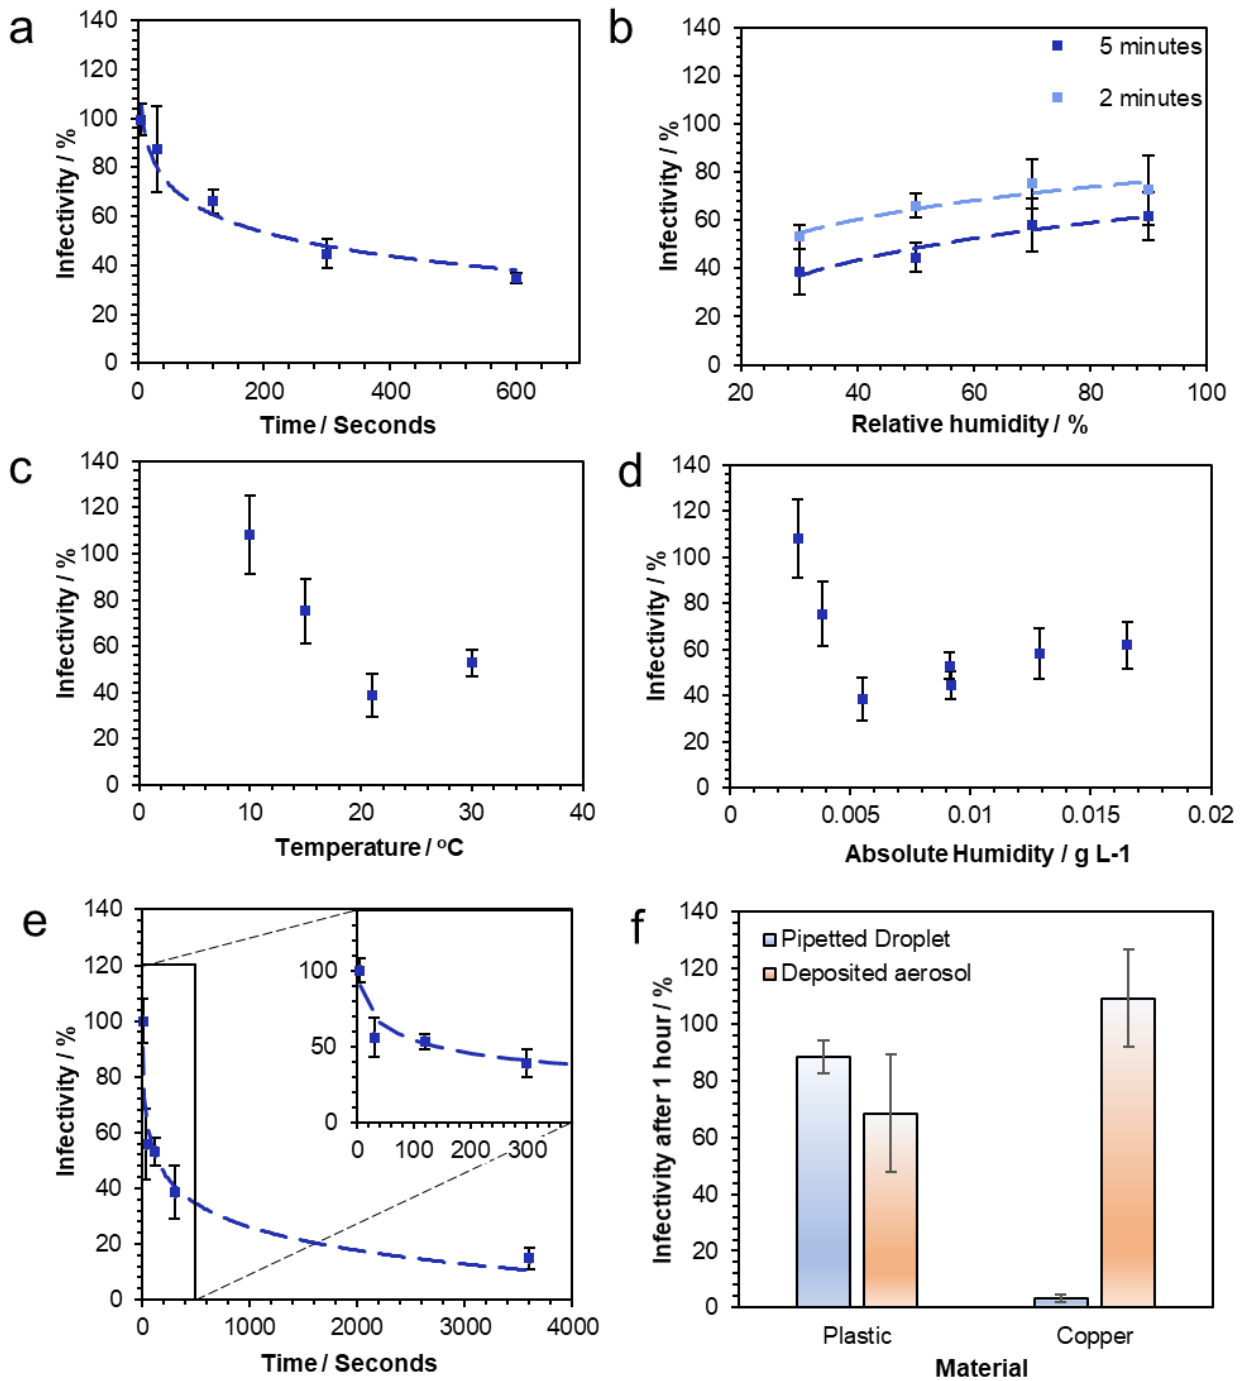 a
140
120
100
80
60
40
20
0
Infectivity / %
0 200 400 600
Time / Seconds
b
140
120
100
80
60
40
20
0
Infectivity / %
5 minutes
2 minutes
20 40 60 80 100
Relative humidity / %
c
140
120
100
80
60
40
20
0
Infectivity / %
0 10 20 30 40
Temperature / ºC
d
140
120
100
80
60
40
20
0
Infectivity / %
0 0.005 0.01 0.015 0.02
Absolute Humidity / g L-1
e
140
120
100
80
60
40
20
0
Infectivity / %
100
50
0
0 100 200 300
0 1000 2000 3000 4000
Time / Seconds
f
140
120
100
80
60
40
20
0
Infectivity after 1 hour / %
Pipetted Droplet
Deposited aerosol
Plastic Copper
Material